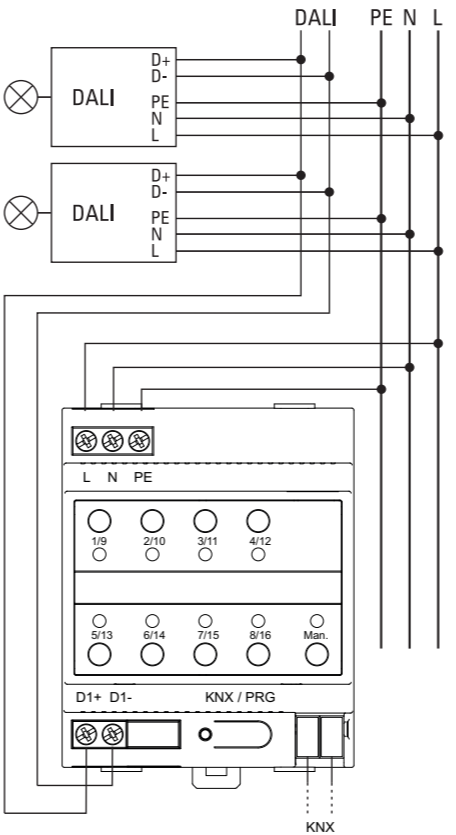 DALI PE N L
D+
D-
DALI
PE
N
L
D+
D-
DALI
PE
N
L
L N PE
1/9 2/10 3/11 4/12
5/13 6/14 7/15 8/16 Man.
D1+ D1- KNX / PRG
KNX